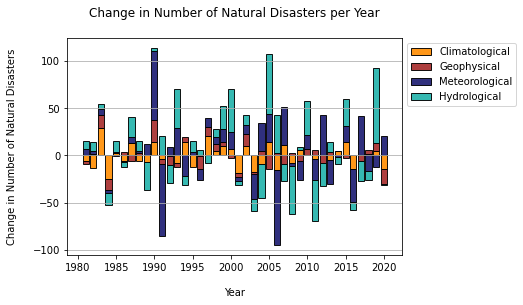 Change in Number of Natural Disasters per Year
Change in Number of Natural Disasters
100
50
0
−50
−100
1980
1985
1990
1995
2000
2005
2010
2015
2020
Year
Climatological
Geophysical
Meteorological
Hydrological